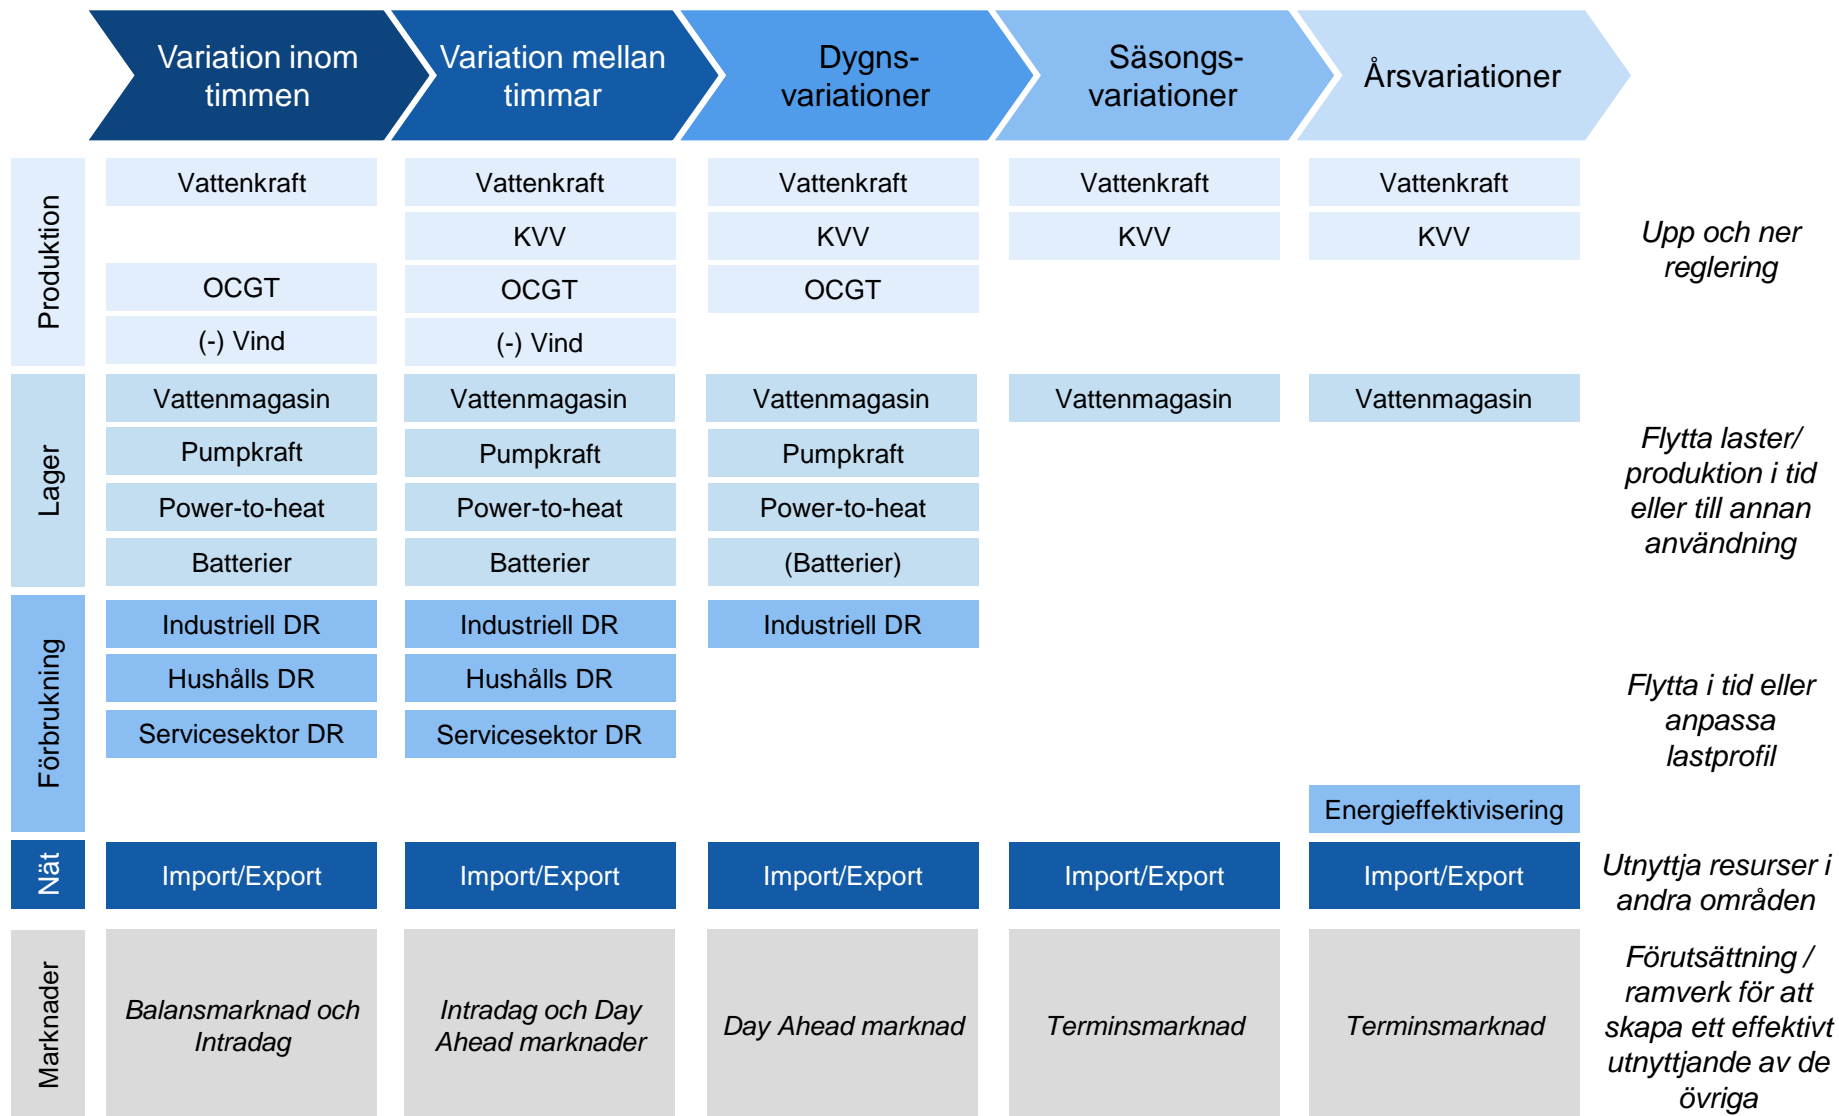 Variation inom
timmen
Variation mellan
timmar
Dygns-
variationer
Säsongs-
variationer
Årsvariationer
Produktion
Vattenkraft
Vattenkraft
Vattenkraft
Vattenkraft
Vattenkraft
KVV
KVV
KVV
KVV
OCGT
OCGT
OCGT
(-) Vind
(-) Vind
Upp och ner
reglering
Lager
Vattenmagasin
Vattenmagasin
Vattenmagasin
Vattenmagasin
Vattenmagasin
Pumpkraft
Pumpkraft
Pumpkraft
Power-to-heat
Power-to-heat
Power-to-heat
Batterier
Batterier
(Batterier)
Flytta laster/
produktion i tid
eller till annan
användning
Förbrukning
Industriell DR
Industriell DR
Industriell DR
Hushålls DR
Hushålls DR
Servicesektor DR
Servicesektor DR
Energieffektivisering
Flytta i tid eller
anpassa
lastprofil
Nät
Import/Export
Import/Export
Import/Export
Import/Export
Import/Export
Utnyttja resurser i
andra områden
Marknader
Balansmarknad och
Intradag
Intradag och Day
Ahead marknader
Day Ahead marknad
Terminsmarknad
Terminsmarknad
Förutsättning /
ramverk för att
skapa ett effektivt
utnyttjande av de
övriga